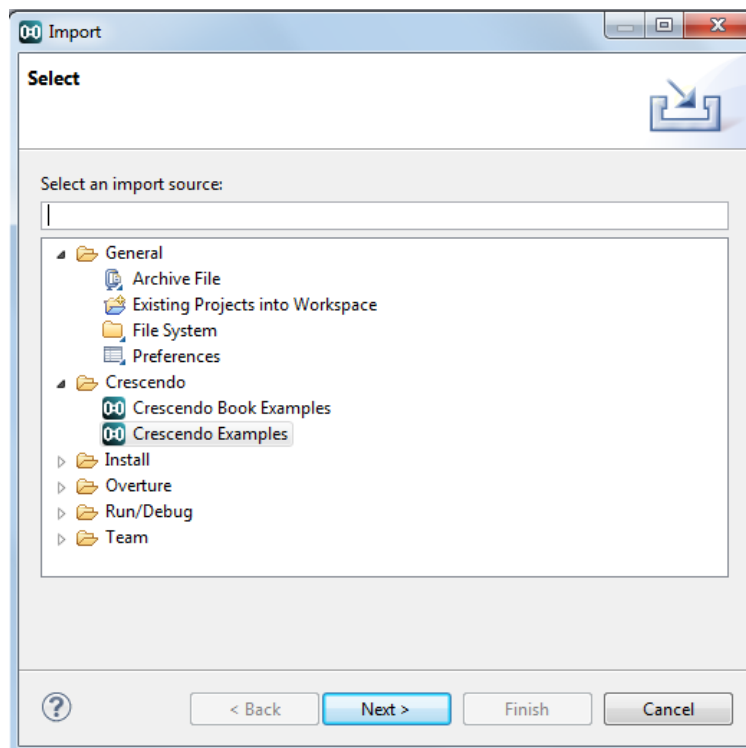 Import
Select
Select an import source:
General
Archive File
Existing Projects into Workspace
File System
Preferences
Crescendo
Crescendo Book Examples
Crescendo Examples
Install
Overture
Run/Debug
Team
? < Back Next > Finish Cancel